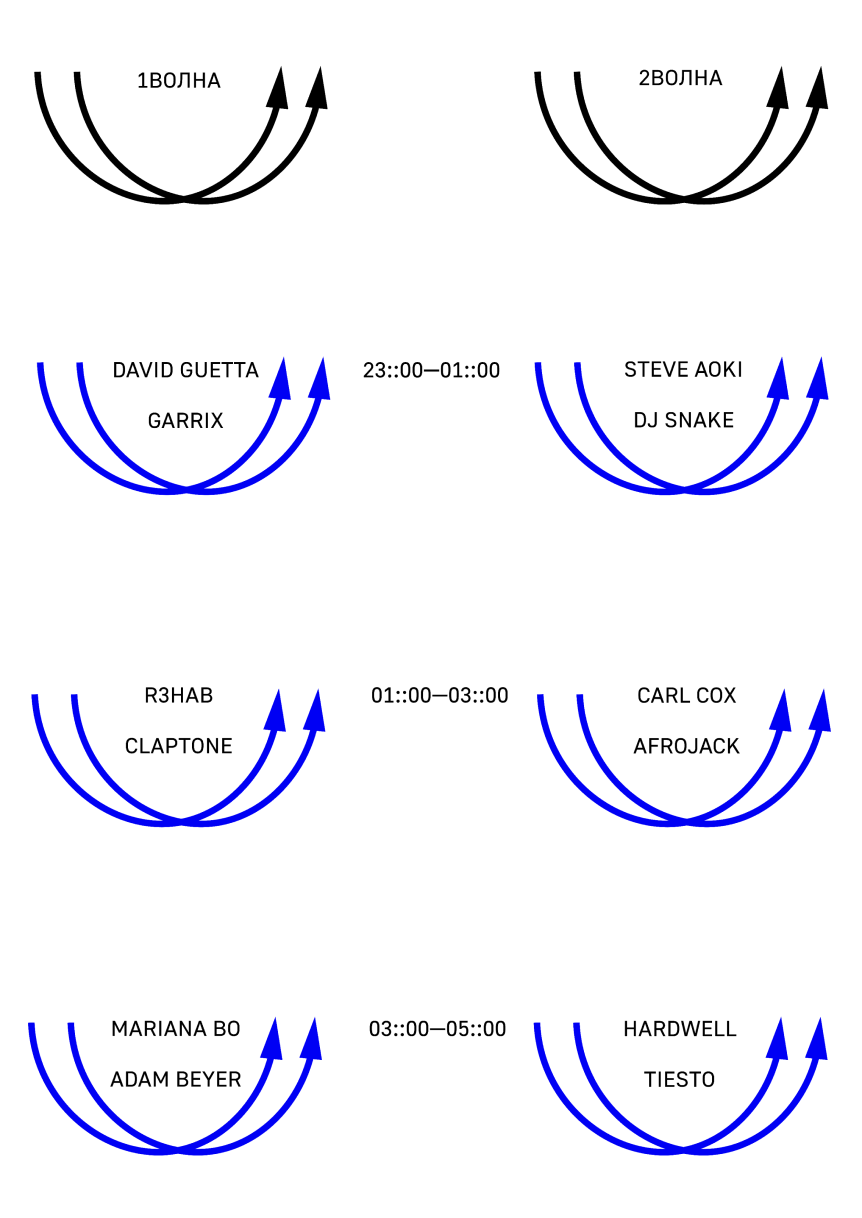 1ВОЛНА
2ВОЛНА
DAVID GUETTA
GARRIX
23::00—01::00
STEVE AOKI
DJ SNAKE
R3HAB
CLAPTONE
01::00—03::00
CARL COX
AFROJACK
MARIANA BO
ADAM BEYER
03::00—05::00
HARDWELL
TIESTO